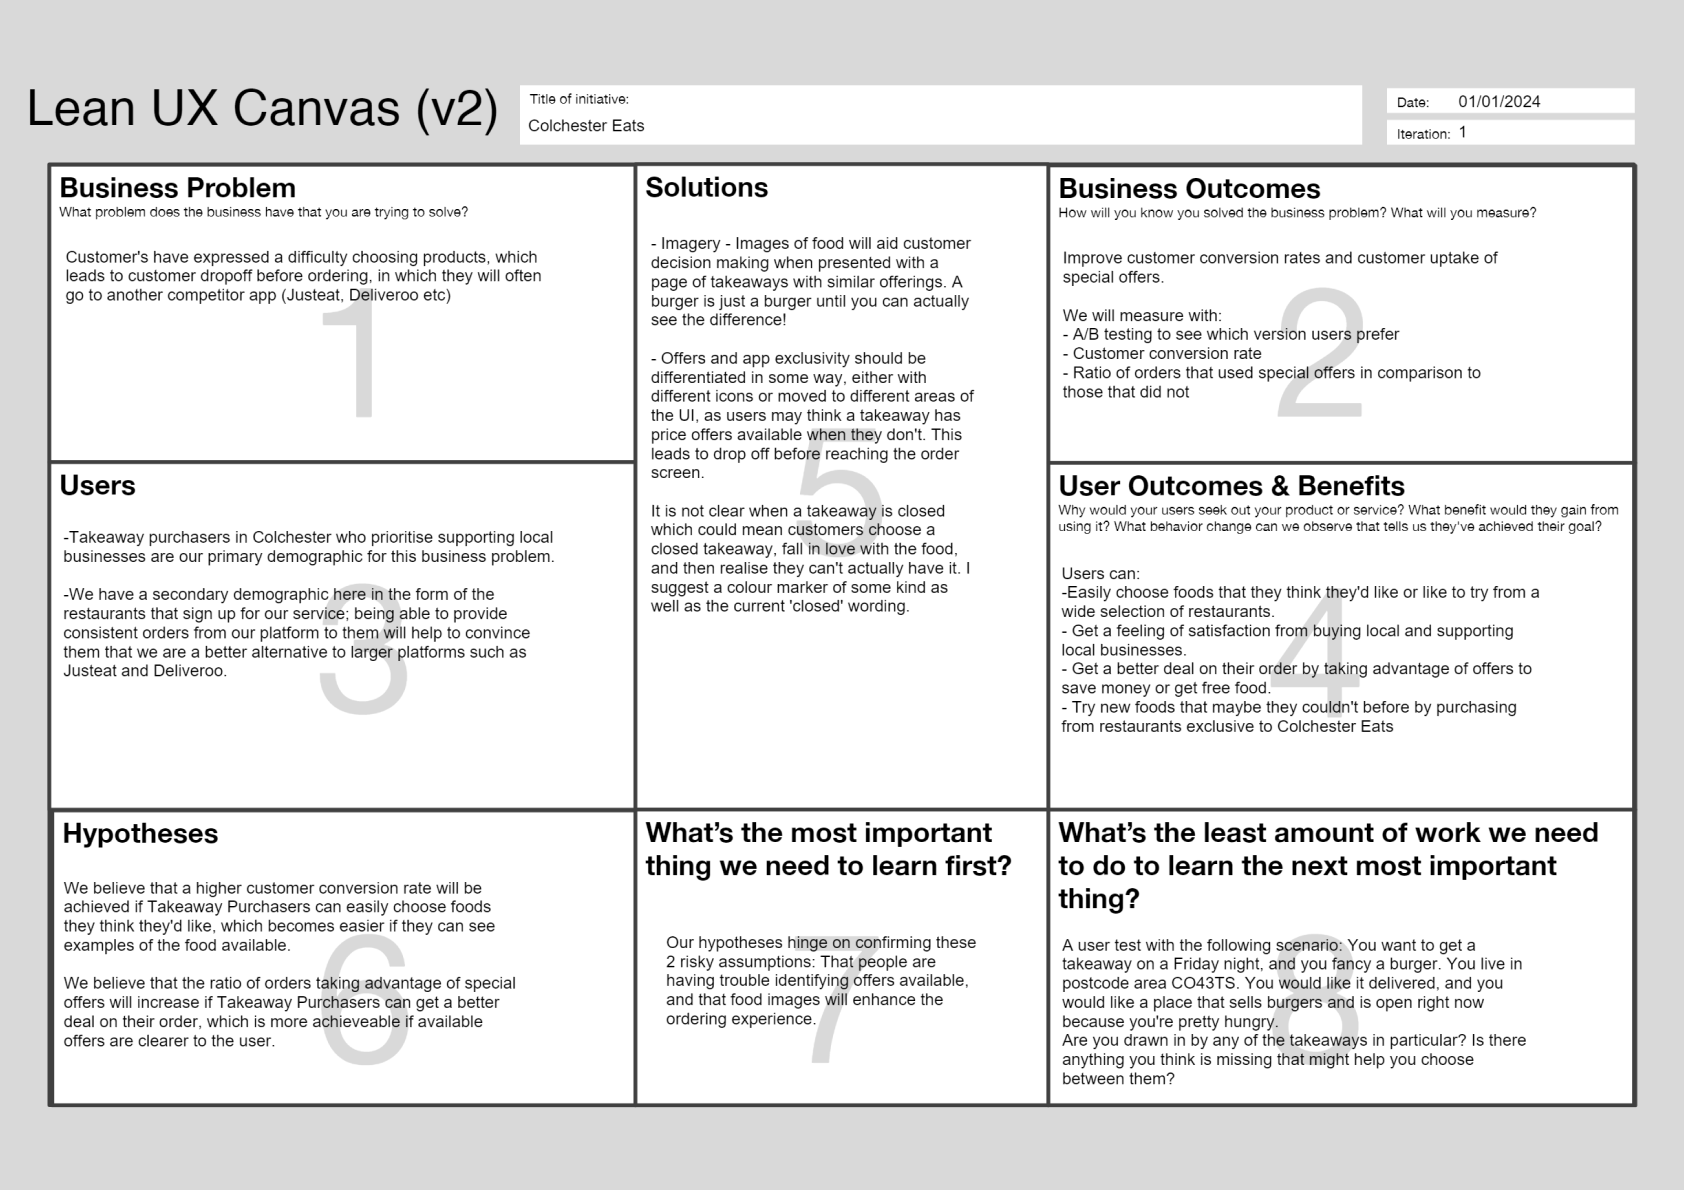 Lean UX Canvas (v2)
Title of initiative:
Colchester Eats
Date: 01/01/2024
Iteration: 1
Business Problem
What problem does the business have that you are trying to solve?
Customer's have expressed a difficulty choosing products, which
leads to customer dropoff before ordering, in which they will often
go to another competitor app (Justeat, Deliveroo etc)
1
Business Outcomes
How will you know you solved the business problem? What will you measure?
Improve customer conversion rates and customer uptake of
special offers.
We will measure with:
- A/B testing to see which version users prefer
- Customer conversion rate
- Ratio of orders that used special offers in comparison to
those that did not
2
Users
-Takeaway purchasers in Colchester who prioritise supporting local
businesses are our primary demographic for this business problem.
-We have a secondary demographic here in the form of the
restaurants that sign up for our service; being able to provide
consistent orders from our platform to them will help to convince
them that we are a better alternative to larger platforms such as
Justeat and Deliveroo.
3
User Outcomes & Benefits
Why would your users seek out your product or service? What benefit would they gain from
using it? What behavior change can we observe that tells us they've achieved their goal?
Users can:
-Easily choose foods that they think they'd like or like to try from a
wide selection of restaurants.
- Get a feeling of satisfaction from buying local and supporting
local businesses.
- Get a better deal on their order by taking advantage of offers to
save money or get free food.
- Try new foods that maybe they couldn't before by purchasing
from restaurants exclusive to Colchester Eats
4
Solutions
- Imagery - Images of food will aid customer
decision making when presented with a
page of takeaways with similar offerings. A
burger is just a burger until you can actually
see the difference!
- Offers and app exclusivity should be
differentiated in some way, either with
different icons or moved to different areas of
the UI, as users may think a takeaway has
price offers available when they don't. This
leads to drop off before reaching the order
screen.
It is not clear when a takeaway is closed
which could mean customers choose a
closed takeaway, fall in love with the food,
and then realise they can't actually have it. I
suggest a colour marker of some kind as
well as the current 'closed' wording.
5
Hypotheses
We believe that a higher customer conversion rate will be
achieved if Takeaway Purchasers can easily choose foods
they think they'd like, which becomes easier if they can see
examples of the food available.
We believe that the ratio of orders taking advantage of special
offers will increase if Takeaway Purchasers can get a better
deal on their order, which is more achieveable if available
offers are clearer to the user.
6
What's the most important
thing we need to learn first?
Our hypotheses hinge on confirming these
2 risky assumptions: That people are
having trouble identifying offers available,
and that food images will enhance the
ordering experience.
7
What's the least amount of work we need
to do to learn the next most important
thing?
A user test with the following scenario: You want to get a
takeaway on a Friday night, and you fancy a burger. You live in
postcode area CO43TS. You would like it delivered, and you
would like a place that sells burgers and is open right now
because you're pretty hungry.
Are you drawn in by any of the takeaways in particular? Is there
anything you think is missing that might help you choose
between them?
8